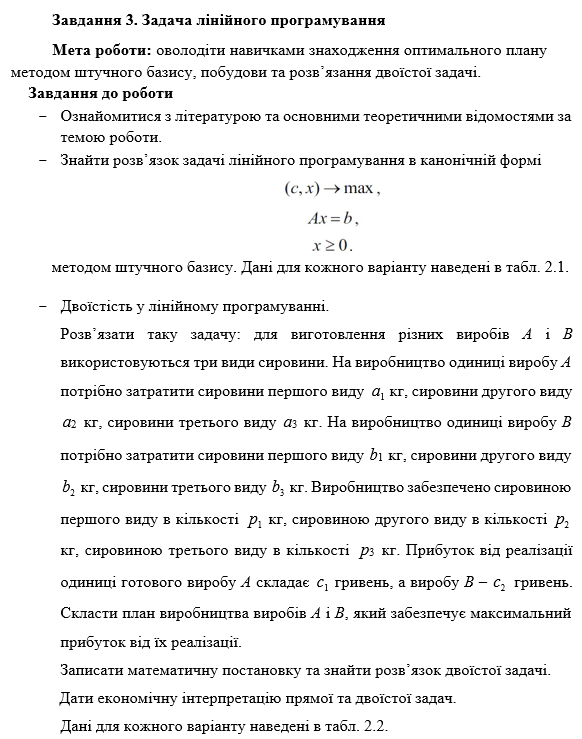 Завдання 3. Задача лінійного програмування
Мета роботи: оволодіти навичками знаходження оптимального плану
методом штучного базису, побудови та розв’язання двоїстої задачі.
Завдання до роботи
– Ознайомитися з літературою та основними теоретичними відомостями за
темою роботи.
– Знайти розв’язок задачі лінійного програмування в канонічній формі
(c, x) → max ,
Ax = b ,
x ≥ 0 .
методом штучного базису. Дані для кожного варіанту наведені в табл. 2.1.
– Двоїстість у лінійному програмуванні.
Розв’язати таку задачу: для виготовлення різних виробів A і B
використовуються три види сировини. На виробництво одиниці виробу A
потрібно затратити сировини першого виду a₁ кг, сировини другого виду
a₂ кг, сировини третього виду a₃ кг. На виробництво одиниці виробу B
потрібно затратити сировини першого виду b₁ кг, сировини другого виду
b₂ кг, сировини третього виду b₃ кг. Виробництво забезпечено сировиною
першого виду в кількості p₁ кг, сировиною другого виду в кількості p₂
кг, сировиною третього виду в кількості p₃ кг. Прибуток від реалізації
одиниці готового виробу A складає c₁ гривень, а виробу B – c₂ гривень.
Скласти план виробництва виробів A і B, який забезпечує максимальний
прибуток від їх реалізації.
Записати математичну постановку та знайти розв’язок двоїстої задачі.
Дати економічну інтерпретацію прямої та двоїстої задач.
Дані для кожного варіанту наведені в табл. 2.2.